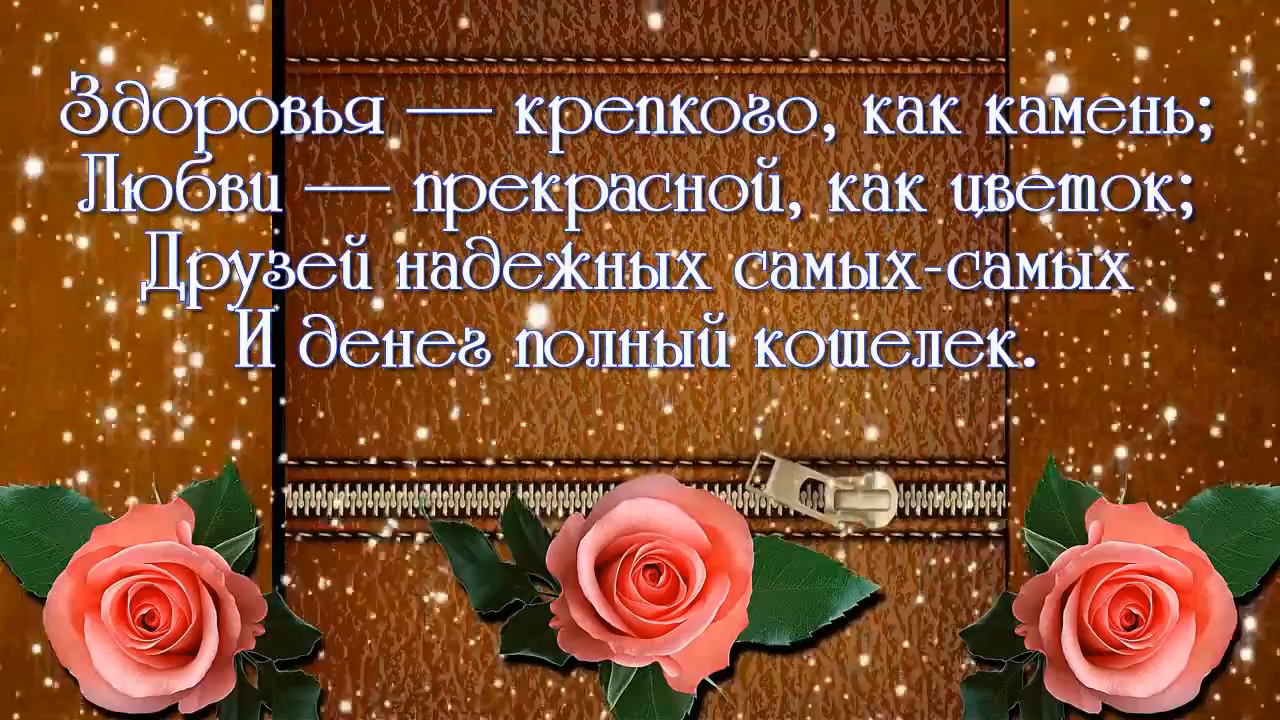 Здоровья — крепкого, как камень;
Любви — прекрасной, как цветок;
Друзей надежных самых-самых
И денег полный кошелек.